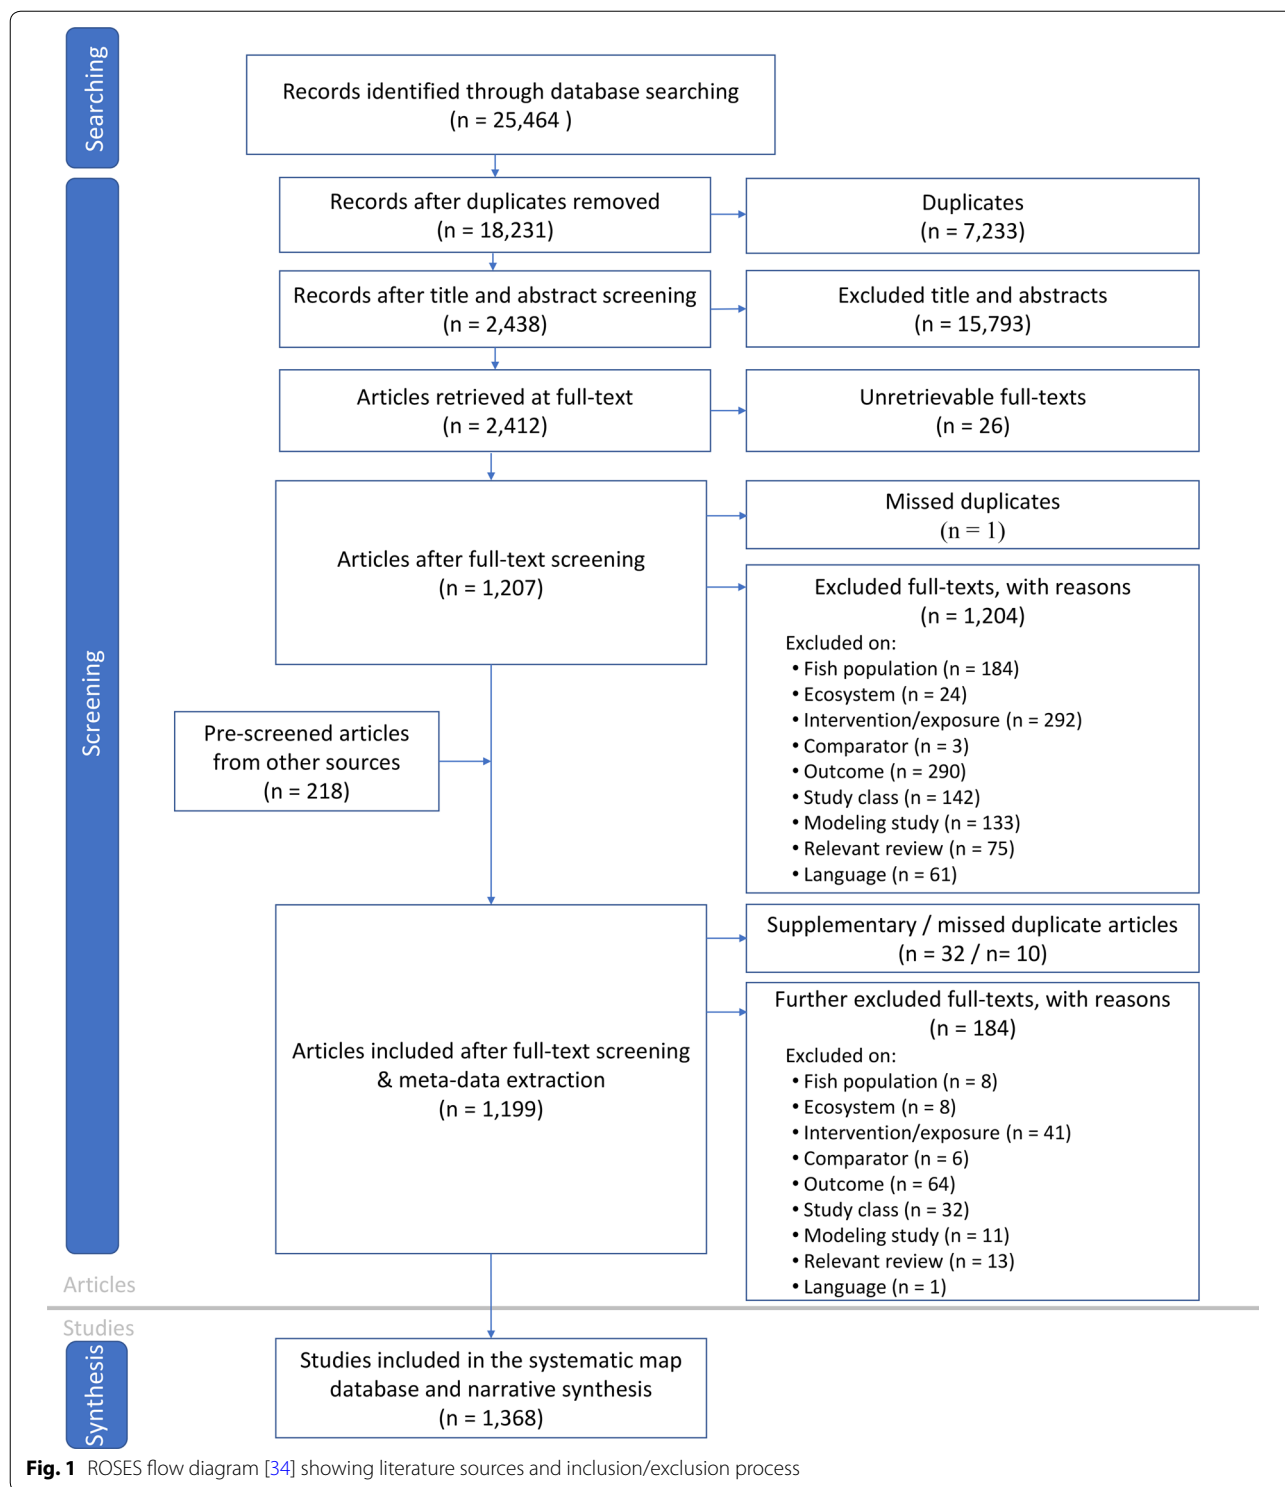 Searching
Records identified through database searching
(n = 25,464 )
Screening
Records after duplicates removed
(n = 18,231)
Duplicates
(n = 7,233)
Records after title and abstract screening
(n = 2,438)
Excluded title and abstracts
(n = 15,793)
Articles retrieved at full-text
(n = 2,412)
Unretrievable full-texts
(n = 26)
Articles after full-text screening
(n = 1,207)
Missed duplicates
(n = 1)
Excluded full-texts, with reasons
(n = 1,204)
Excluded on:
• Fish population (n = 184)
• Ecosystem (n = 24)
• Intervention/exposure (n = 292)
• Comparator (n = 3)
• Outcome (n = 290)
• Study class (n = 142)
• Modeling study (n = 133)
• Relevant review (n = 75)
• Language (n = 61)
Pre-screened articles
from other sources
(n = 218)
Articles included after full-text screening
& meta-data extraction
(n = 1,199)
Supplementary / missed duplicate articles
(n = 32 / n= 10)
Further excluded full-texts, with reasons
(n = 184)
Excluded on:
• Fish population (n = 8)
• Ecosystem (n = 8)
• Intervention/exposure (n = 41)
• Comparator (n = 6)
• Outcome (n = 64)
• Study class (n = 32)
• Modeling study (n = 11)
• Relevant review (n = 13)
• Language (n = 1)
Articles
Studies
Synthesis
Studies included in the systematic map
database and narrative synthesis
(n = 1,368)
Fig. 1 ROSES flow diagram [34] showing literature sources and inclusion/exclusion process